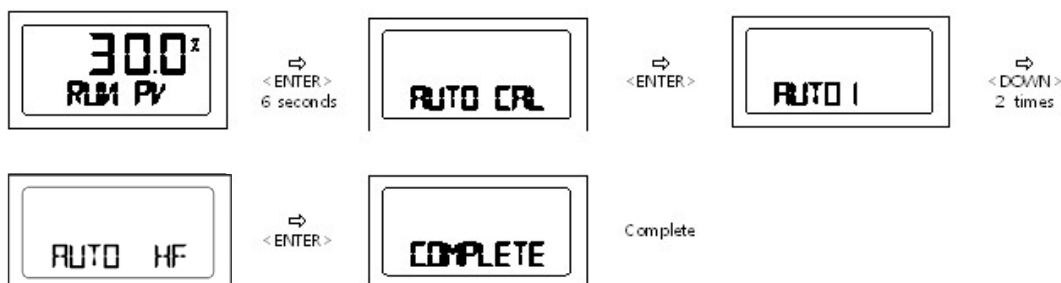 30.0%
RUN PV
⇨
<ENTER>
6 seconds
AUTO CAL
⇨
<ENTER>
AUTO 1
⇨
<DOWN>
2 times
AUTO HF
⇨
<ENTER>
COMPLETE
Complete